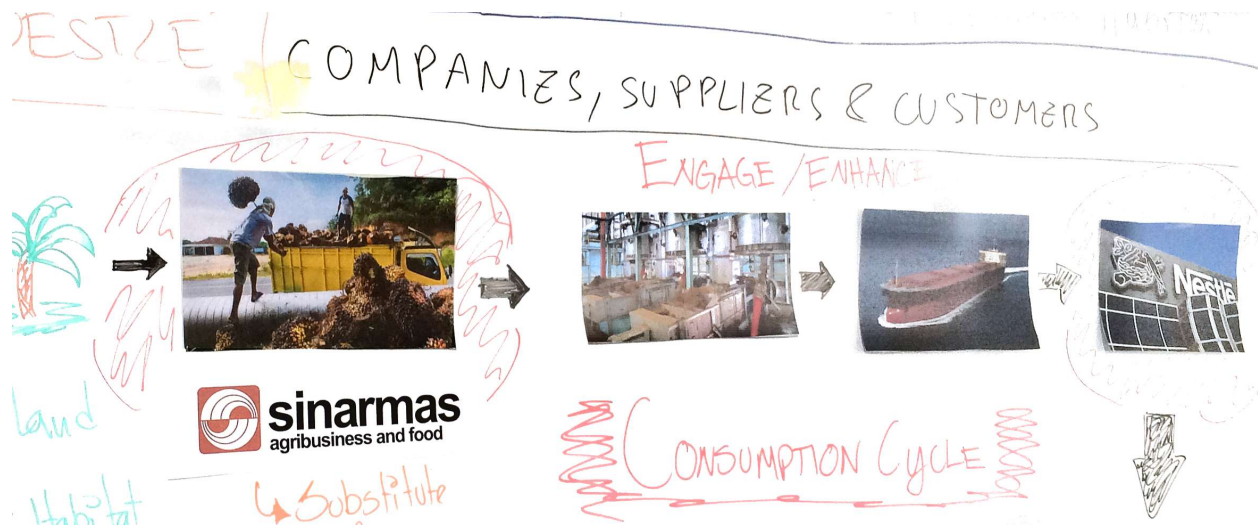 ESTLE
COMPANIES, SUPPLIERS & CUSTOMERS
ENGAGE / ENHANCE
Nestlé
sinarmas
agribusiness and food
Land
CONSUMPTION CYCLE
Habitat
Substitute